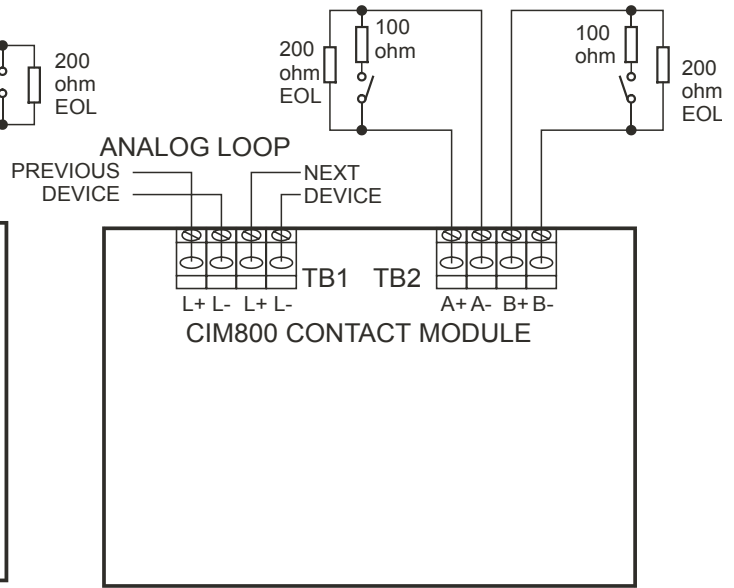 200
ohm
EOL
200
ohm
EOL
100
ohm
100
ohm
200
ohm
EOL
ANALOG LOOP
PREVIOUS
DEVICE
NEXT
DEVICE
TB1 TB2
L+ L- L+ L-
A+ A- B+ B-
CIM800 CONTACT MODULE